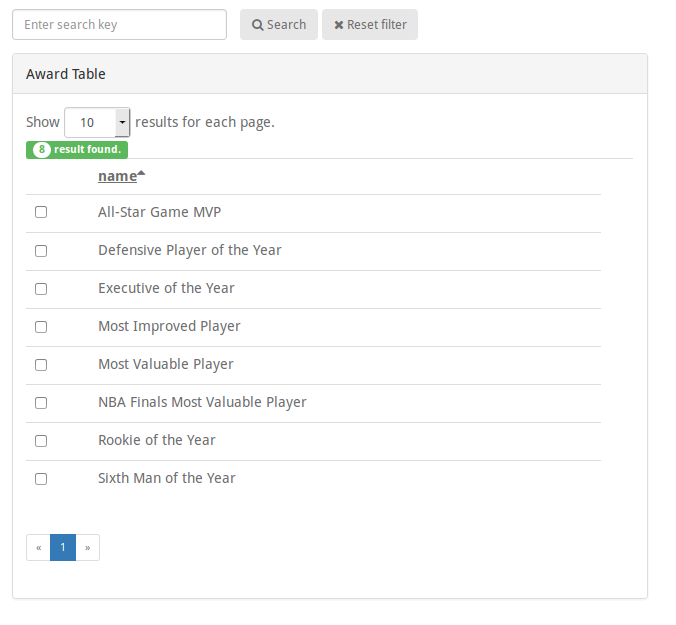 Enter search key Search Reset filter
Award Table
Show 10 results for each page.
8 result found.
name
All-Star Game MVP
Defensive Player of the Year
Executive of the Year
Most Improved Player
Most Valuable Player
NBA Finals Most Valuable Player
Rookie of the Year
Sixth Man of the Year
« 1 »